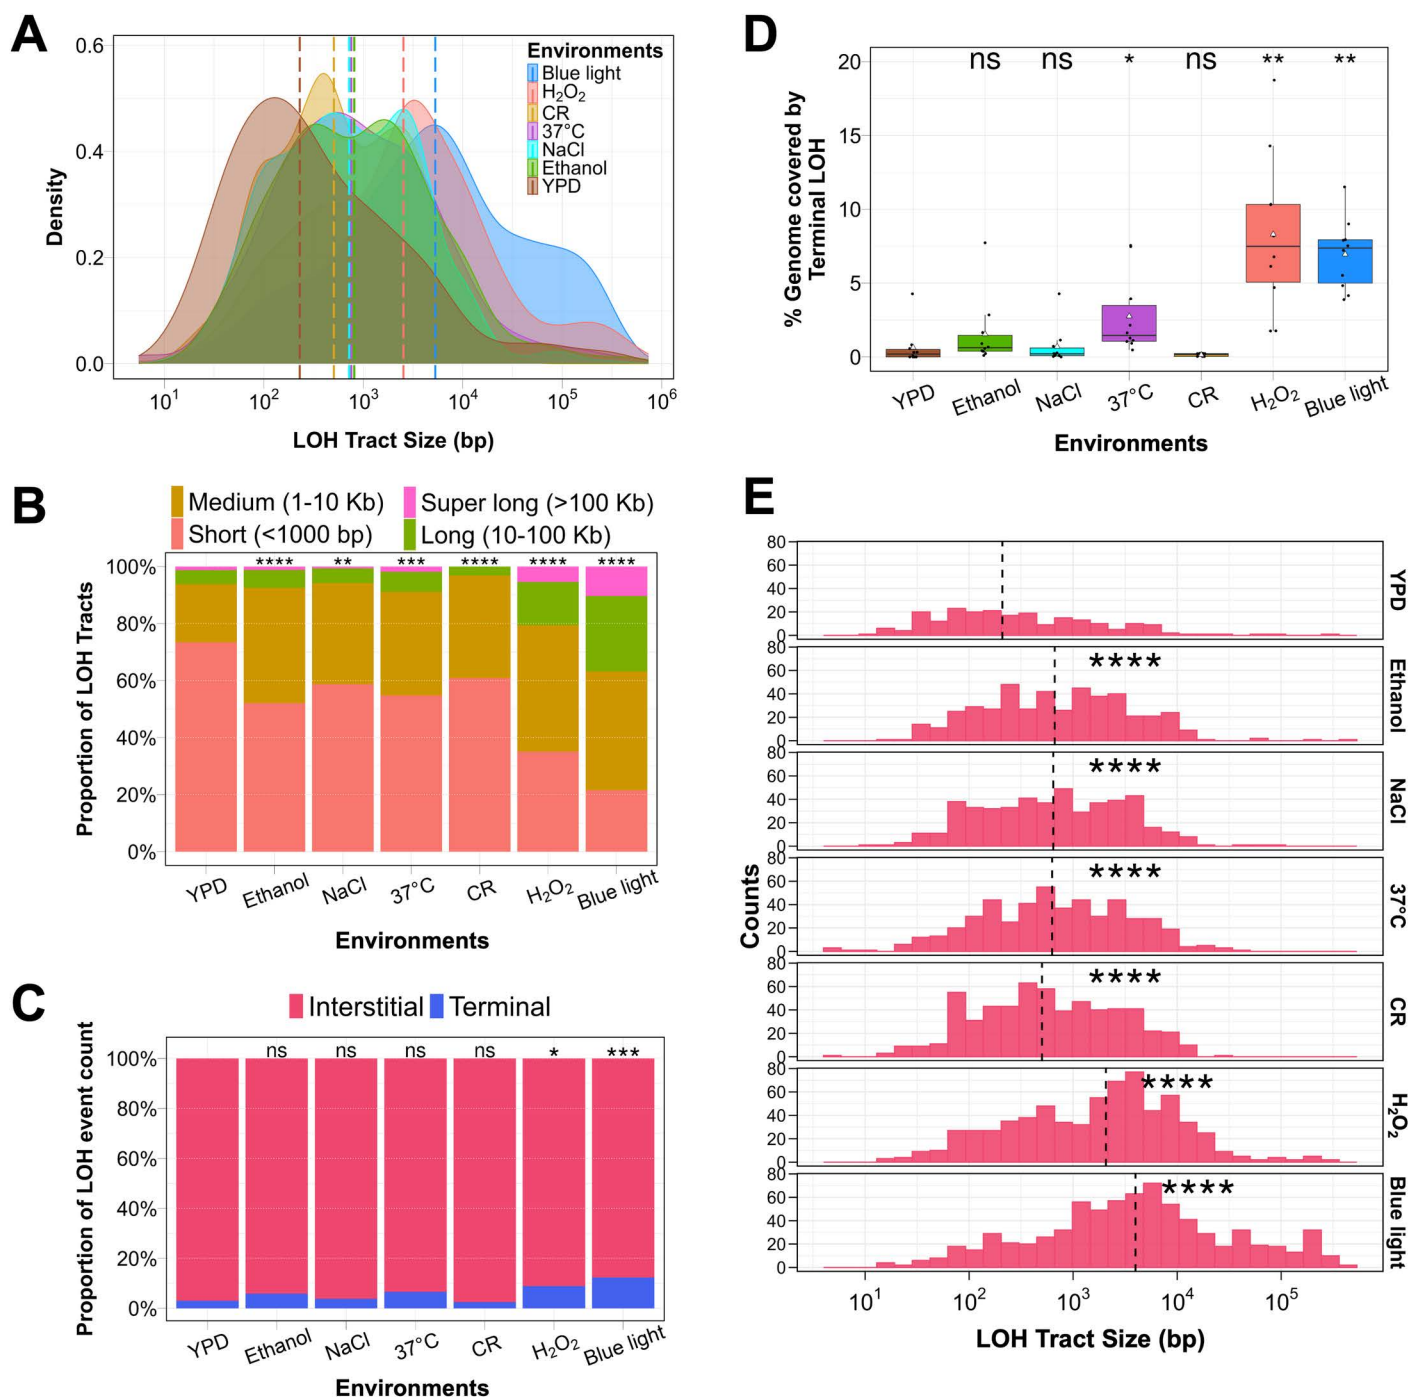 A
0.6
0.4
0.2
0.0
Density
10¹
10²
10³
10⁴
10⁵
10⁶
LOH Tract Size (bp)
Environments
Blue light
H₂O₂
CR
37°C
NaCl
Ethanol
YPD
B
Medium (1-10 Kb)
Super long (>100 Kb)
Short (<1000 bp)
Long (10-100 Kb)
**** ** *** **** **** ****
100%
80%
60%
40%
20%
0%
Proportion of LOH Tracts
YPD
Ethanol
NaCl
37°C
CR
H₂O₂
Blue light
Environments
C
Interstitial
Terminal
ns ns ns ns * ***
100%
80%
60%
40%
20%
0%
Proportion of LOH event count
YPD
Ethanol
NaCl
37°C
CR
H₂O₂
Blue light
Environments
D
ns ns * ns ** **
20
15
10
5
0
% Genome covered by
Terminal LOH
YPD
Ethanol
NaCl
37°C
CR
H₂O₂
Blue light
Environments
E
Counts
80
60
40
20
0
YPD
80
60
40
20
0
****
Ethanol
80
60
40
20
0
****
NaCl
80
60
40
20
0
****
37°C
80
60
40
20
0
****
CR
80
60
40
20
0
****
H₂O₂
80
60
40
20
0
****
Blue light
10¹
10²
10³
10⁴
10⁵
LOH Tract Size (bp)